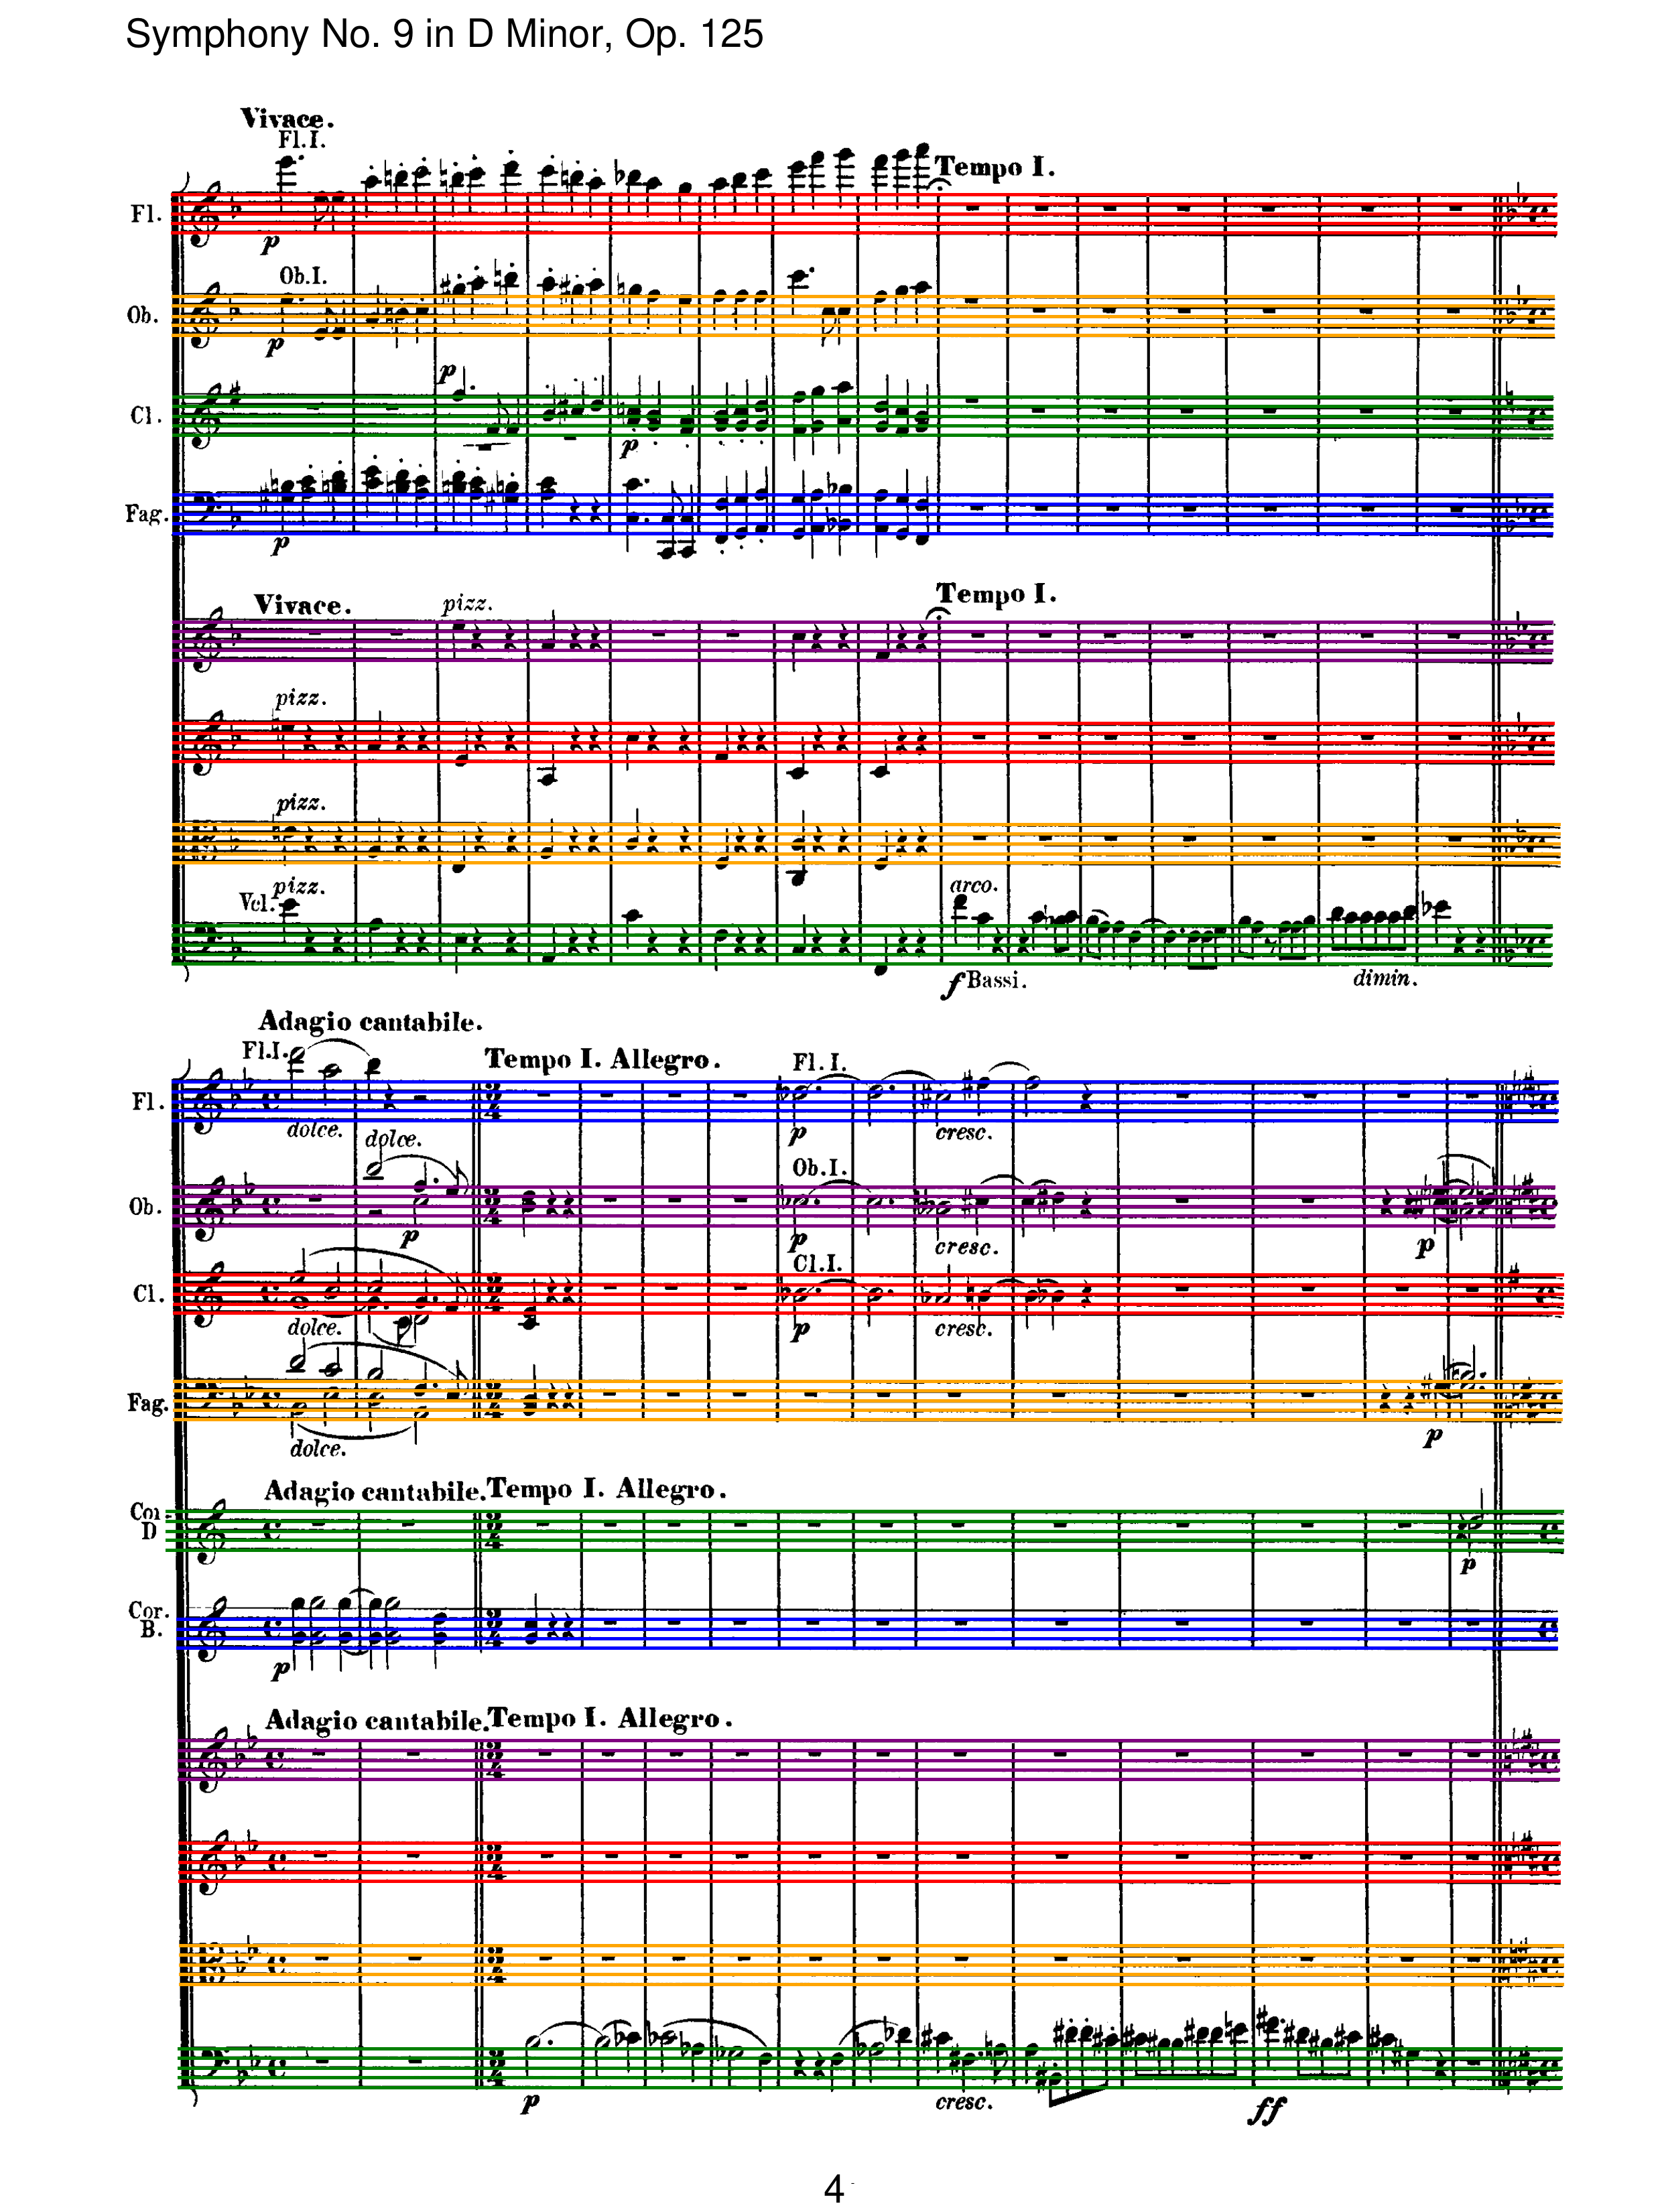 Symphony No. 9 in D Minor, Op. 125
Vivace.
Fl.I.
Tempo I.
Fl.
p
Ob.I.
Ob.
p
p
Cl.
p
Fag.
p
Vivace.
pizz.
Tempo I.
pizz.
pizz.
pizz.
Vcl.
arco.
f Bassi.
dimin.
Adagio cantabile.
Fl.I.
Tempo I. Allegro.
Fl. I.
Fl.
dolce.
dolce.
p
cresc.
Ob.I.
Ob.
p
p
cresc.
p
Cl.I.
Cl.
dolce.
p
cresc.
Fag.
dolce.
p
Adagio cantabile. Tempo I. Allegro.
Cor.
D
p
Cor.
B.
p
Adagio cantabile. Tempo I. Allegro.
p
cresc.
ff
4